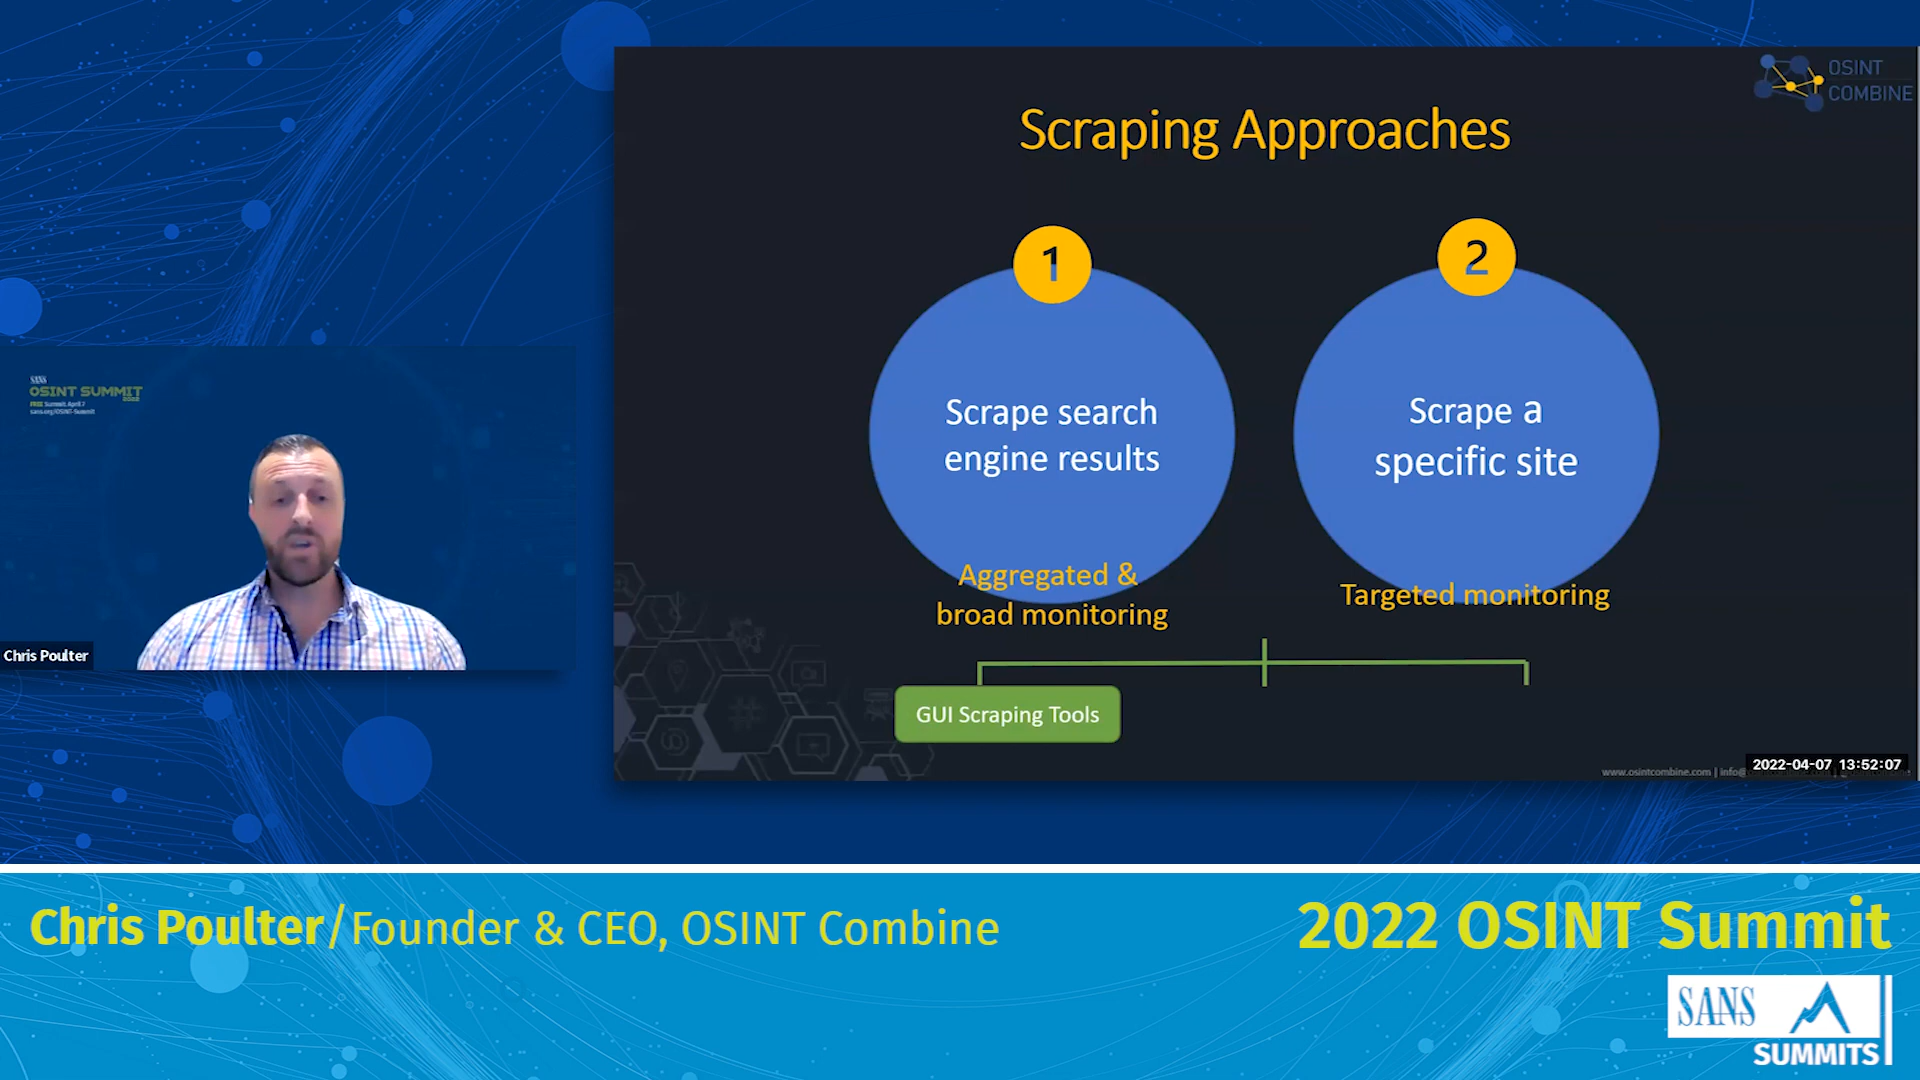 OSINT
COMBINE
Scraping Approaches
1
2
Scrape search
engine results
Scrape a
specific site
Aggregated &
broad monitoring
Targeted monitoring
GUI Scraping Tools
www.osintcombine.com | info@
2022-04-07 13:52:07
SANS
OSINT SUMMIT
2022
FREE Summit April 7
sans.org/OSINT-Summit
Chris Poulter
Chris Poulter/Founder & CEO, OSINT Combine
2022 OSINT Summit
SANS
SUMMITS